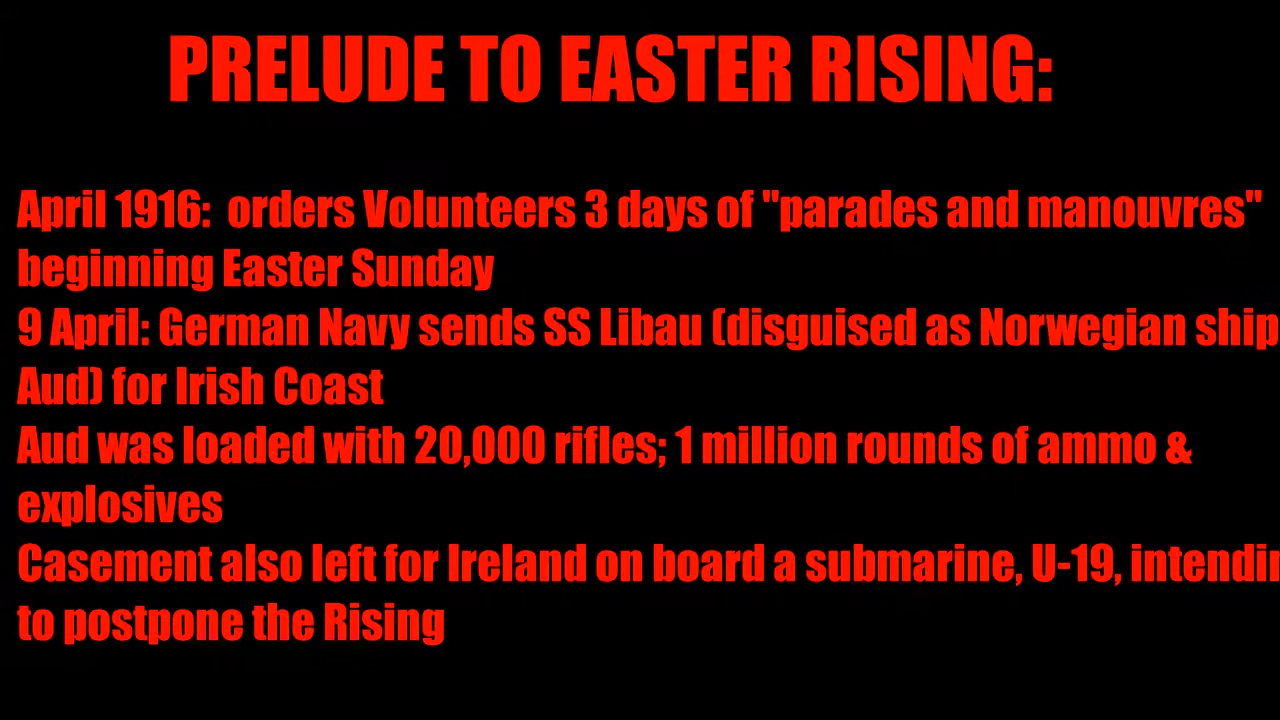 PRELUDE TO EASTER RISING:
April 1916:  orders Volunteers 3 days of "parades and manouvres"
beginning Easter Sunday
9 April: German Navy sends SS Libau (disguised as Norwegian ship
Aud) for Irish Coast
Aud was loaded with 20,000 rifles; 1 million rounds of ammo &
explosives
Casement also left for Ireland on board a submarine, U-19,
to postpone the Rising